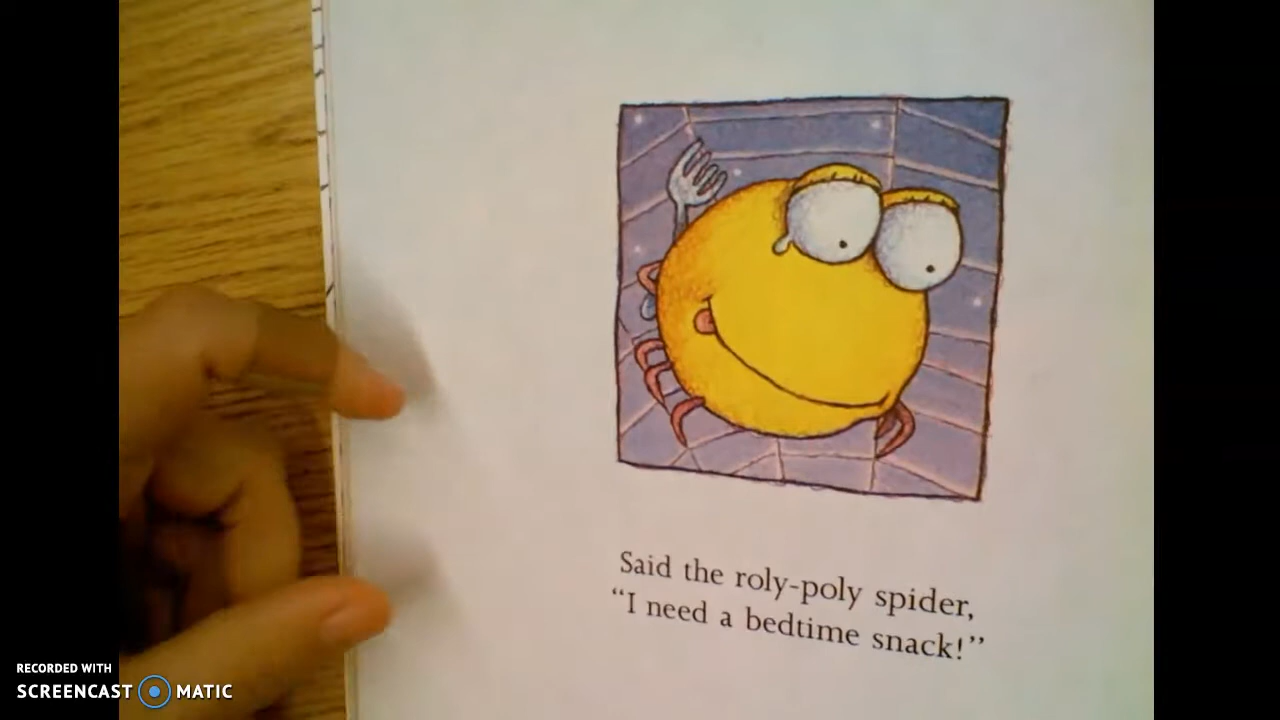 Said the roly-poly spider,
“I need a bedtime snack!”
RECORDED WITH
SCREENCAST MATIC